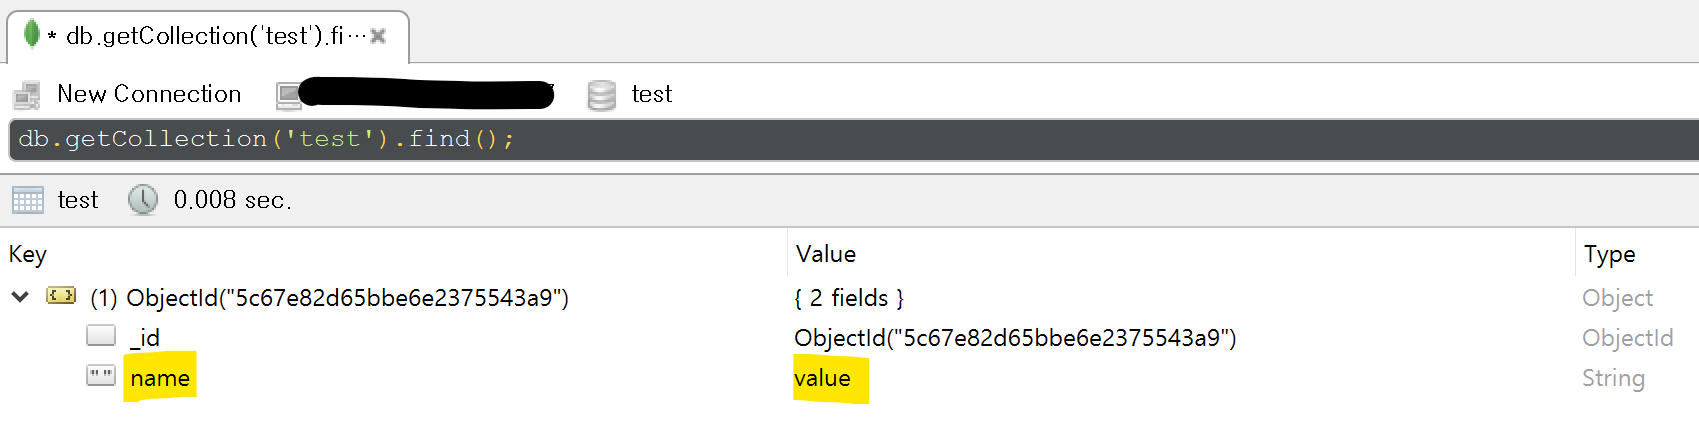 * db.getCollection('test').fi···
New Connection test
db.getCollection('test').find();
test 0.008 sec.
Key Value Type
(1) ObjectId("5c67e82d65bbe6e2375543a9") { 2 fields } Object
_id ObjectId("5c67e82d65bbe6e2375543a9") ObjectId
name value String